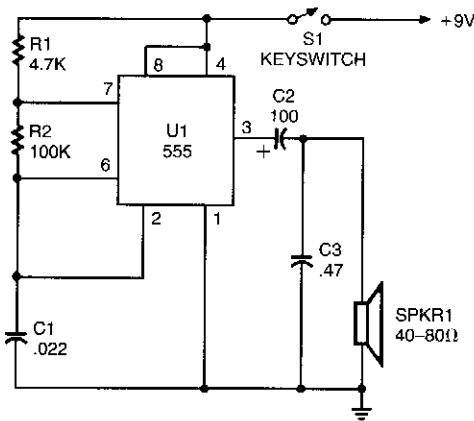 +9V
S1
KEYSWITCH
R1
4.7K
8
4
7
C2
100
U1
555
3
+
R2
100K
6
2
1
C3
.47
C1
.022
SPKR1
40–80Ω